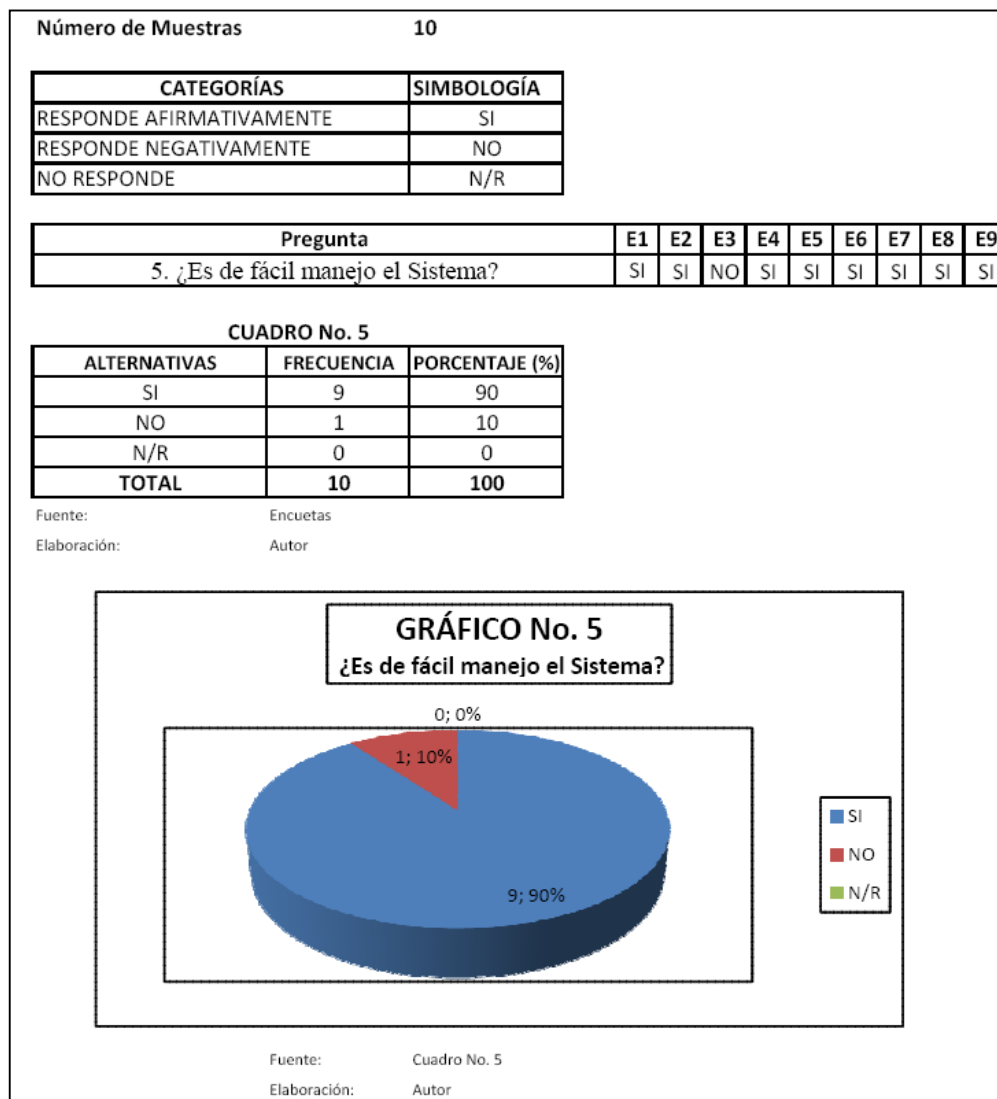 Número de Muestras 10
CATEGORÍAS SIMBOLOGÍA
RESPONDE AFIRMATIVAMENTE SI
RESPONDE NEGATIVAMENTE NO
NO RESPONDE N/R
Pregunta E1 E2 E3 E4 E5 E6 E7 E8 E9
5. ¿Es de fácil manejo el Sistema? SI SI NO SI SI SI SI SI SI
CUADRO No. 5
ALTERNATIVAS FRECUENCIA PORCENTAJE (%)
SI 9 90
NO 1 10
N/R 0 0
TOTAL 10 100
Fuente: Encuetas
Elaboración: Autor
GRÁFICO No. 5
¿Es de fácil manejo el Sistema?
0; 0%
1; 10%
9; 90%
SI
NO
N/R
Fuente: Cuadro No. 5
Elaboración: Autor